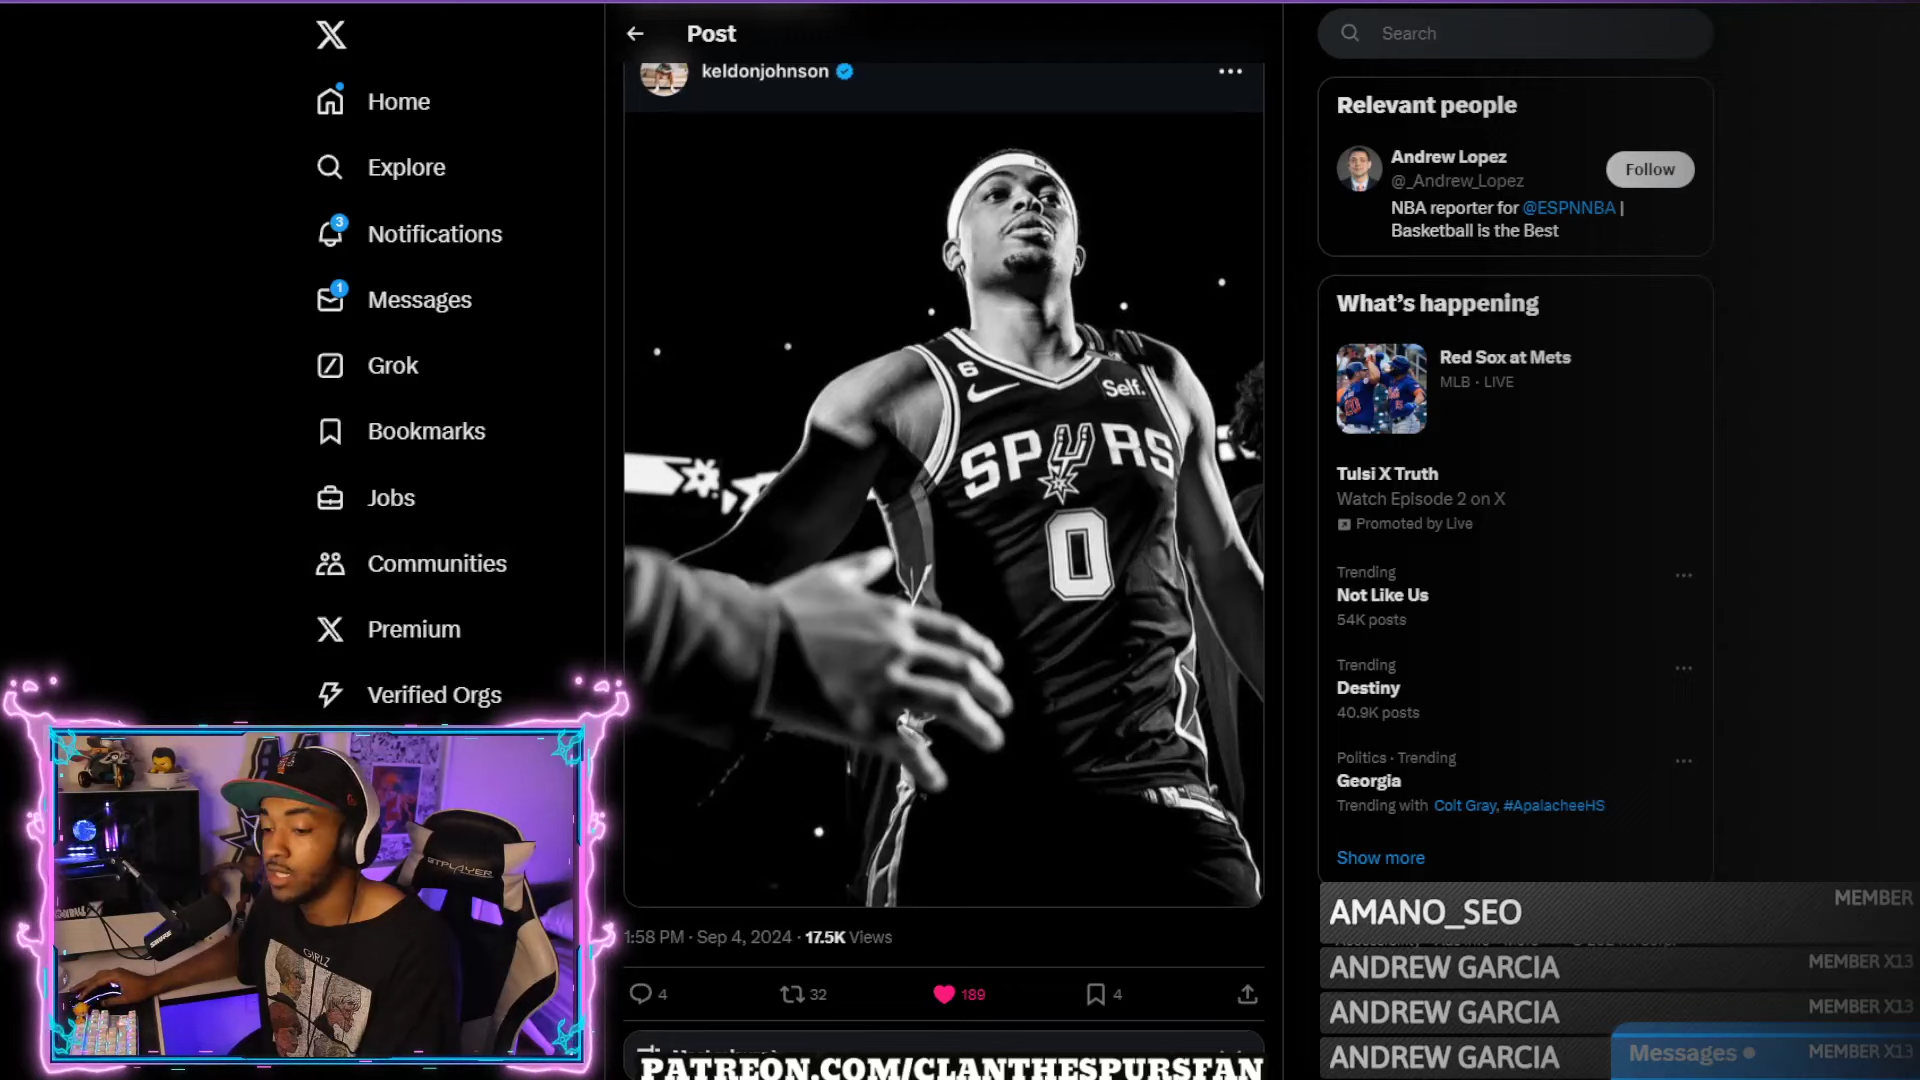 Home
Explore
3
Notifications
1
Messages
Grok
Bookmarks
Jobs
Communities
Premium
Verified Orgs
Post
keldonjohnson
6
Self.
SPURS
0
1:58 PM · Sep 4, 2024 · 17.5K Views
4
32
189
4
PATREON.COM/CLANTHESPURSFAN
GTPLAYER
SHURE
GIRLZ
Search
Relevant people
Andrew Lopez
@_Andrew_Lopez
Follow
NBA reporter for @ESPNNBA |
Basketball is the Best
What's happening
Red Sox at Mets
MLB · LIVE
Tulsi X Truth
Watch Episode 2 on X
Promoted by Live
Trending
Not Like Us
54K posts
Trending
Destiny
40.9K posts
Politics · Trending
Georgia
Trending with Colt Gray, #ApalacheeHS
Show more
AMANO_SEO MEMBER
ANDREW GARCIA MEMBER X13
ANDREW GARCIA MEMBER X13
ANDREW GARCIA MEMBER X13
Messages